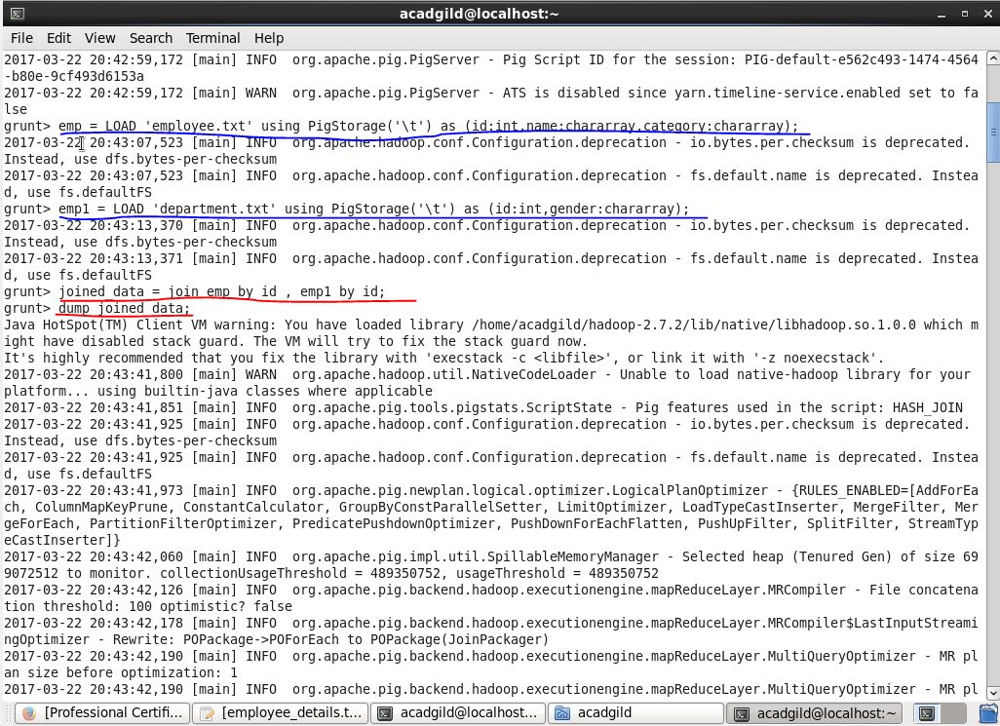 acadgild@localhost:~
File Edit View Search Terminal Help
2017-03-22 20:42:59,172 [main] INFO  org.apache.pig.PigServer - Pig Script ID for the session: PIG-default-e562c493-1474-4564
-b80e-9cf493d6153a
2017-03-22 20:42:59,172 [main] WARN  org.apache.pig.PigServer - ATS is disabled since yarn.timeline-service.enabled set to fa
lse
grunt> emp = LOAD 'employee.txt' using PigStorage('\t') as (id:int,name:chararray,category:chararray);
2017-03-22 20:43:07,523 [main] INFO  org.apache.hadoop.conf.Configuration.deprecation - io.bytes.per.checksum is deprecated.
Instead, use dfs.bytes-per-checksum
2017-03-22 20:43:07,523 [main] INFO  org.apache.hadoop.conf.Configuration.deprecation - fs.default.name is deprecated. Instea
d, use fs.defaultFS
grunt> emp1 = LOAD 'department.txt' using PigStorage('\t') as (id:int,gender:chararray);
2017-03-22 20:43:13,370 [main] INFO  org.apache.hadoop.conf.Configuration.deprecation - io.bytes.per.checksum is deprecated.
Instead, use dfs.bytes-per-checksum
2017-03-22 20:43:13,371 [main] INFO  org.apache.hadoop.conf.Configuration.deprecation - fs.default.name is deprecated. Instea
d, use fs.defaultFS
grunt> joined_data = join emp by id , emp1 by id;
grunt> dump joined_data;
Java HotSpot(TM) Client VM warning: You have loaded library /home/acadgild/hadoop-2.7.2/lib/native/libhadoop.so.1.0.0 which m
ight have disabled stack guard. The VM will try to fix the stack guard now.
It's highly recommended that you fix the library with 'execstack -c <libfile>', or link it with '-z noexecstack'.
2017-03-22 20:43:41,800 [main] WARN  org.apache.hadoop.util.NativeCodeLoader - Unable to load native-hadoop library for your
platform... using builtin-java classes where applicable
2017-03-22 20:43:41,851 [main] INFO  org.apache.pig.tools.pigstats.ScriptState - Pig features used in the script: HASH_JOIN
2017-03-22 20:43:41,925 [main] INFO  org.apache.hadoop.conf.Configuration.deprecation - io.bytes.per.checksum is deprecated.
Instead, use dfs.bytes-per-checksum
2017-03-22 20:43:41,925 [main] INFO  org.apache.hadoop.conf.Configuration.deprecation - fs.default.name is deprecated. Instea
d, use fs.defaultFS
2017-03-22 20:43:41,973 [main] INFO  org.apache.pig.newplan.logical.optimizer.LogicalPlanOptimizer - {RULES_ENABLED=[AddForEa
ch, ColumnMapKeyPrune, ConstantCalculator, GroupByConstParallelSetter, LimitOptimizer, LoadTypeCastInserter, MergeFilter, Mer
geForEach, PartitionFilterOptimizer, PredicatePushdownOptimizer, PushDownForEachFlatten, PushUpFilter, SplitFilter, StreamTyp
eCastInserter]}
2017-03-22 20:43:42,060 [main] INFO  org.apache.pig.impl.util.SpillableMemoryManager - Selected heap (Tenured Gen) of size 69
9072512 to monitor. collectionUsageThreshold = 489350752, usageThreshold = 489350752
2017-03-22 20:43:42,126 [main] INFO  org.apache.pig.backend.hadoop.executionengine.mapReduceLayer.MRCompiler - File concatena
tion threshold: 100 optimistic? false
2017-03-22 20:43:42,178 [main] INFO  org.apache.pig.backend.hadoop.executionengine.mapReduceLayer.MRCompiler$LastInputStreami
ngOptimizer - Rewrite: POPackage->POForEach to POPackage(JoinPackager)
2017-03-22 20:43:42,190 [main] INFO  org.apache.pig.backend.hadoop.executionengine.mapReduceLayer.MultiQueryOptimizer - MR pl
an size before optimization: 1
2017-03-22 20:43:42,190 [main] INFO  org.apache.pig.backend.hadoop.executionengine.mapReduceLayer.MultiQueryOptimizer - MR pl
[Professional Certifi... [employee_details.t... acadgild@localhost:... acadgild acadgild@localhost:~